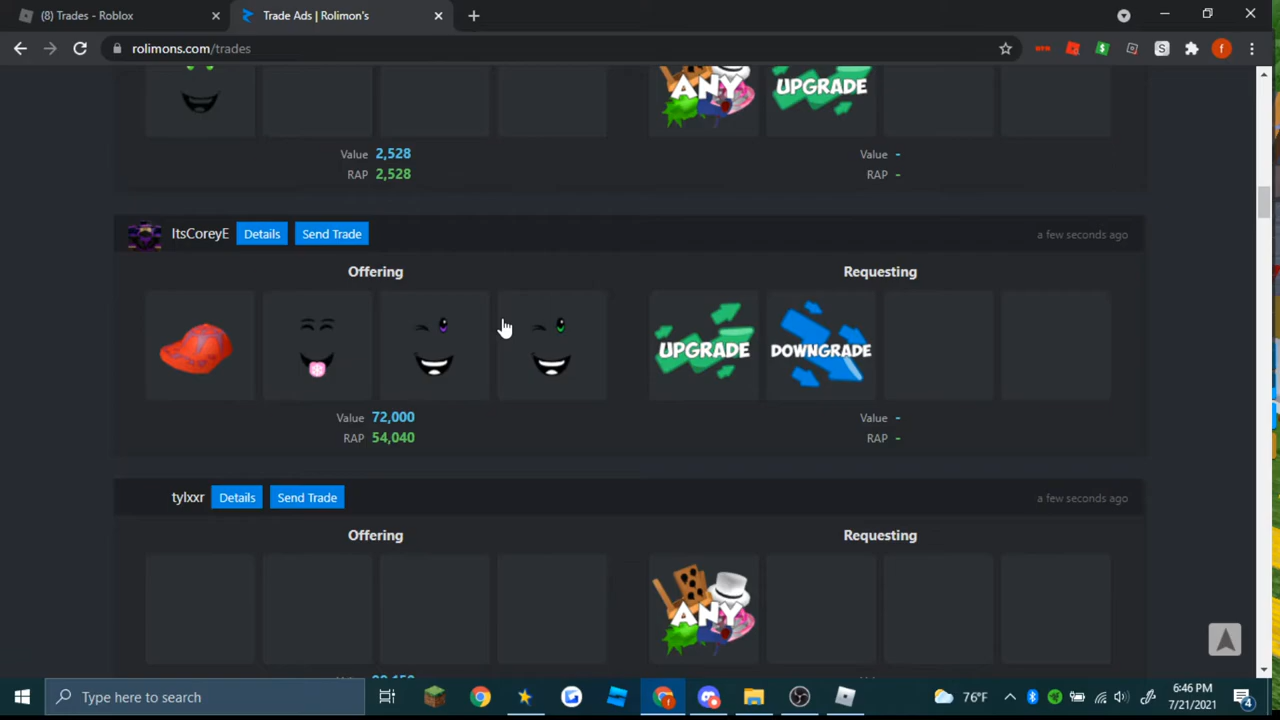 (8) Trades - Roblox
Trade Ads | Rolimon's
rolimons.com/trades
ANY
UPGRADE
Value 2,528
RAP 2,528
Value -
RAP -
ItsCoreyE
Details
Send Trade
a few seconds ago
Offering
Requesting
UPGRADE
DOWNGRADE
Value 72,000
RAP 54,040
Value -
RAP -
tylxxr
Details
Send Trade
a few seconds ago
Offering
Requesting
ANY
Type here to search
76°F
6:46 PM
7/21/2021
4